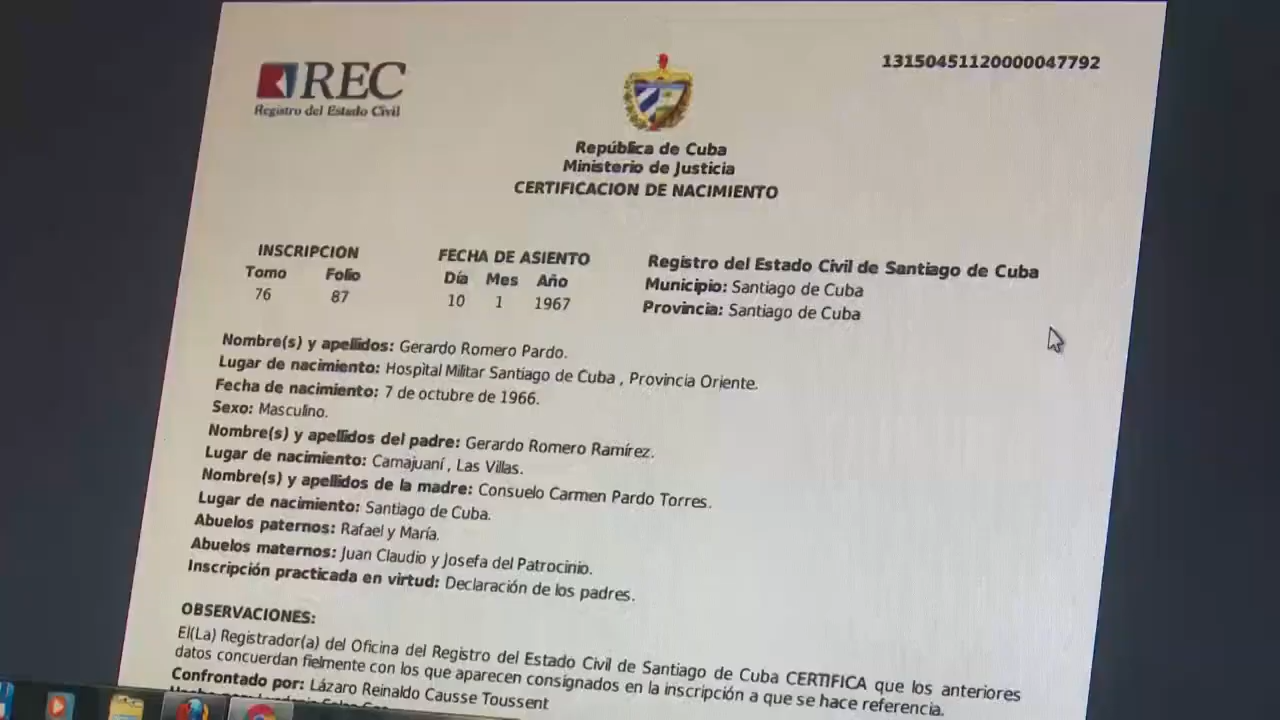 REC
Registro del Estado Civil
13150451120000047792
República de Cuba
Ministerio de Justicia
CERTIFICACION DE NACIMIENTO
INSCRIPCION
Tomo Folio
76 87
FECHA DE ASIENTO
Día Mes Año
10 1 1967
Registro del Estado Civil de Santiago de Cuba
Municipio: Santiago de Cuba
Provincia: Santiago de Cuba
Nombre(s) y apellidos: Gerardo Romero Pardo.
Lugar de nacimiento: Hospital Militar Santiago de Cuba , Provincia Oriente.
Fecha de nacimiento: 7 de octubre de 1966.
Sexo: Masculino.
Nombre(s) y apellidos del padre: Gerardo Romero Ramírez.
Lugar de nacimiento: Camajuaní , Las Villas.
Nombre(s) y apellidos de la madre: Consuelo Carmen Pardo Torres.
Lugar de nacimiento: Santiago de Cuba.
Abuelos paternos: Rafael y María.
Abuelos maternos: Juan Claudio y Josefa del Patrocinio.
Inscripción practicada en virtud: Declaración de los padres.
OBSERVACIONES:
El(La) Registrador(a) del Oficina del Registro del Estado Civil de Santiago de Cuba CERTIFICA que los anteriores
datos concuerdan fielmente con los que aparecen consignados en la inscripción a que se hace referencia.
Confrontado por: Lázaro Reinaldo Causse Toussent